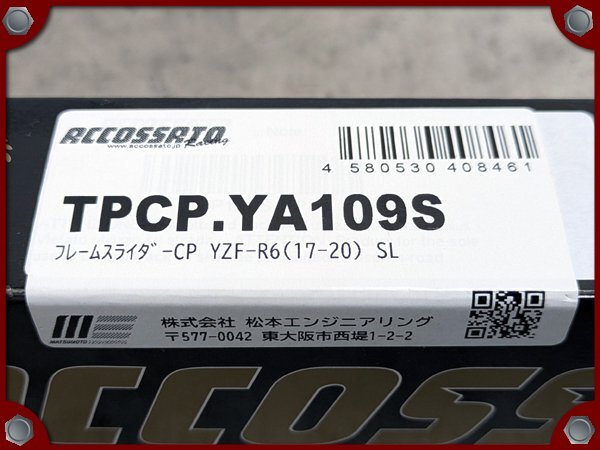 ACCOSSATO
www.accossato.jp Racing
4 580530 408461
TPCP.YA109S
フレームスライダｰCP YZF-R6(17-20) SL
ME
MATSUMOTO ENGINEERING
株式会社 松本エンジニアリング
〒577-0042 東大阪市西堤1-2-2
ACCOSS